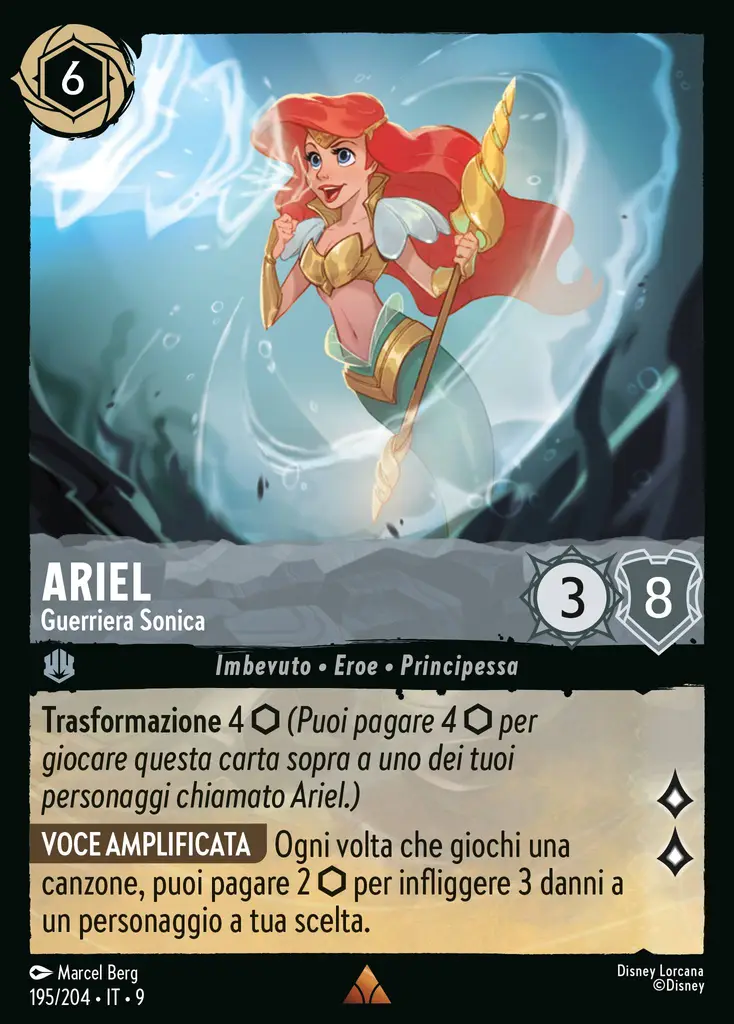 6
ARIEL
Guerriera Sonica
3
8
Imbevuto • Eroe • Principessa
Trasformazione 4 ⬡ (Puoi pagare 4 ⬡ per
giocare questa carta sopra a uno dei tuoi
personaggi chiamato Ariel.)
VOCE AMPLIFICATA Ogni volta che giochi una
canzone, puoi pagare 2 ⬡ per infliggere 3 danni a
un personaggio a tua scelta.
Marcel Berg
195/204 • IT • 9
Disney Lorcana
©Disney